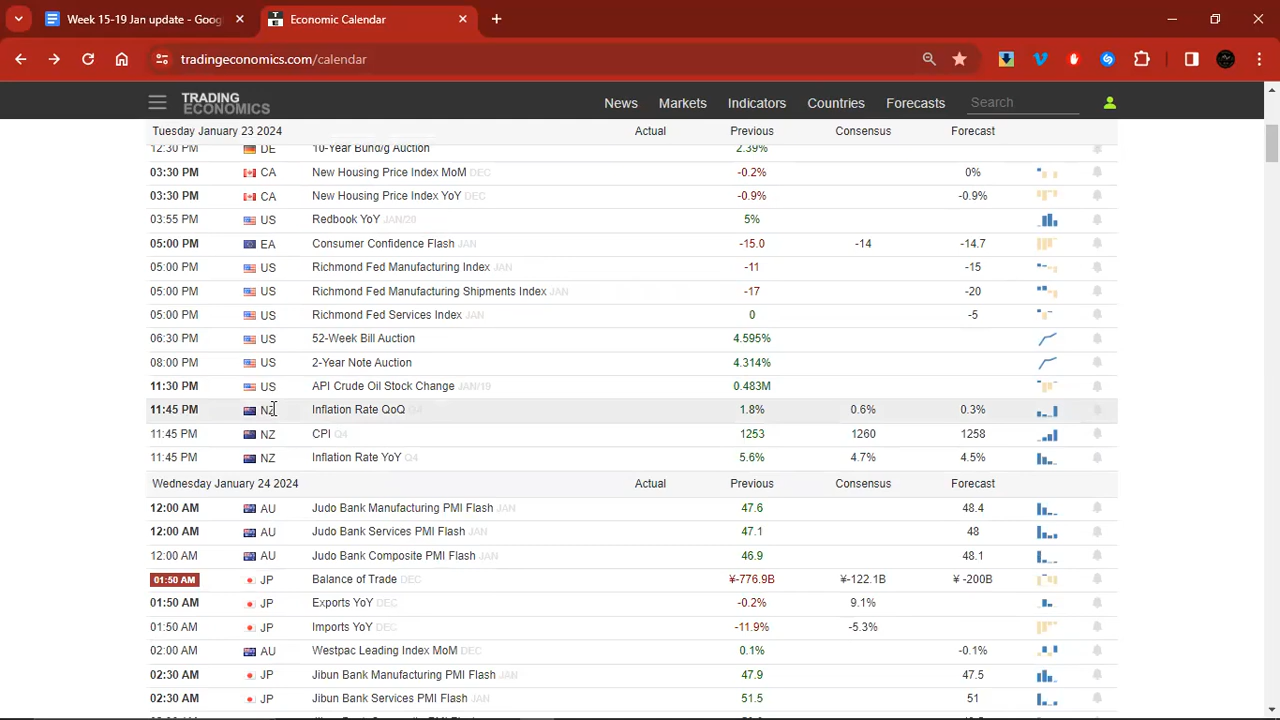 Week 15-19 Jan update - Goog
Economic Calendar
tradingeconomics.com/calendar
TRADING ECONOMICS News Markets Indicators Countries Forecasts Search
Tuesday January 23 2024 Actual Previous Consensus Forecast
12:30 PM DE 10-Year Bund/g Auction 2.39%
03:30 PM CA New Housing Price Index MoM DEC -0.2% 0%
03:30 PM CA New Housing Price Index YoY DEC -0.9% -0.9%
03:55 PM US Redbook YoY JAN/20 5%
05:00 PM EA Consumer Confidence Flash JAN -15.0 -14 -14.7
05:00 PM US Richmond Fed Manufacturing Index JAN -11 -15
05:00 PM US Richmond Fed Manufacturing Shipments Index JAN -17 -20
05:00 PM US Richmond Fed Services Index JAN 0 -5
06:30 PM US 52-Week Bill Auction 4.595%
08:00 PM US 2-Year Note Auction 4.314%
11:30 PM US API Crude Oil Stock Change JAN/19 0.483M
11:45 PM NZ Inflation Rate QoQ Q4 1.8% 0.6% 0.3%
11:45 PM NZ CPI Q4 1253 1260 1258
11:45 PM NZ Inflation Rate YoY Q4 5.6% 4.7% 4.5%
Wednesday January 24 2024 Actual Previous Consensus Forecast
12:00 AM AU Judo Bank Manufacturing PMI Flash JAN 47.6 48.4
12:00 AM AU Judo Bank Services PMI Flash JAN 47.1 48
12:00 AM AU Judo Bank Composite PMI Flash JAN 46.9 48.1
01:50 AM JP Balance of Trade DEC ¥-776.9B ¥-122.1B ¥ -200B
01:50 AM JP Exports YoY DEC -0.2% 9.1%
01:50 AM JP Imports YoY DEC -11.9% -5.3%
02:00 AM AU Westpac Leading Index MoM DEC 0.1% -0.1%
02:30 AM JP Jibun Bank Manufacturing PMI Flash JAN 47.9 47.5
02:30 AM JP Jibun Bank Services PMI Flash JAN 51.5 51